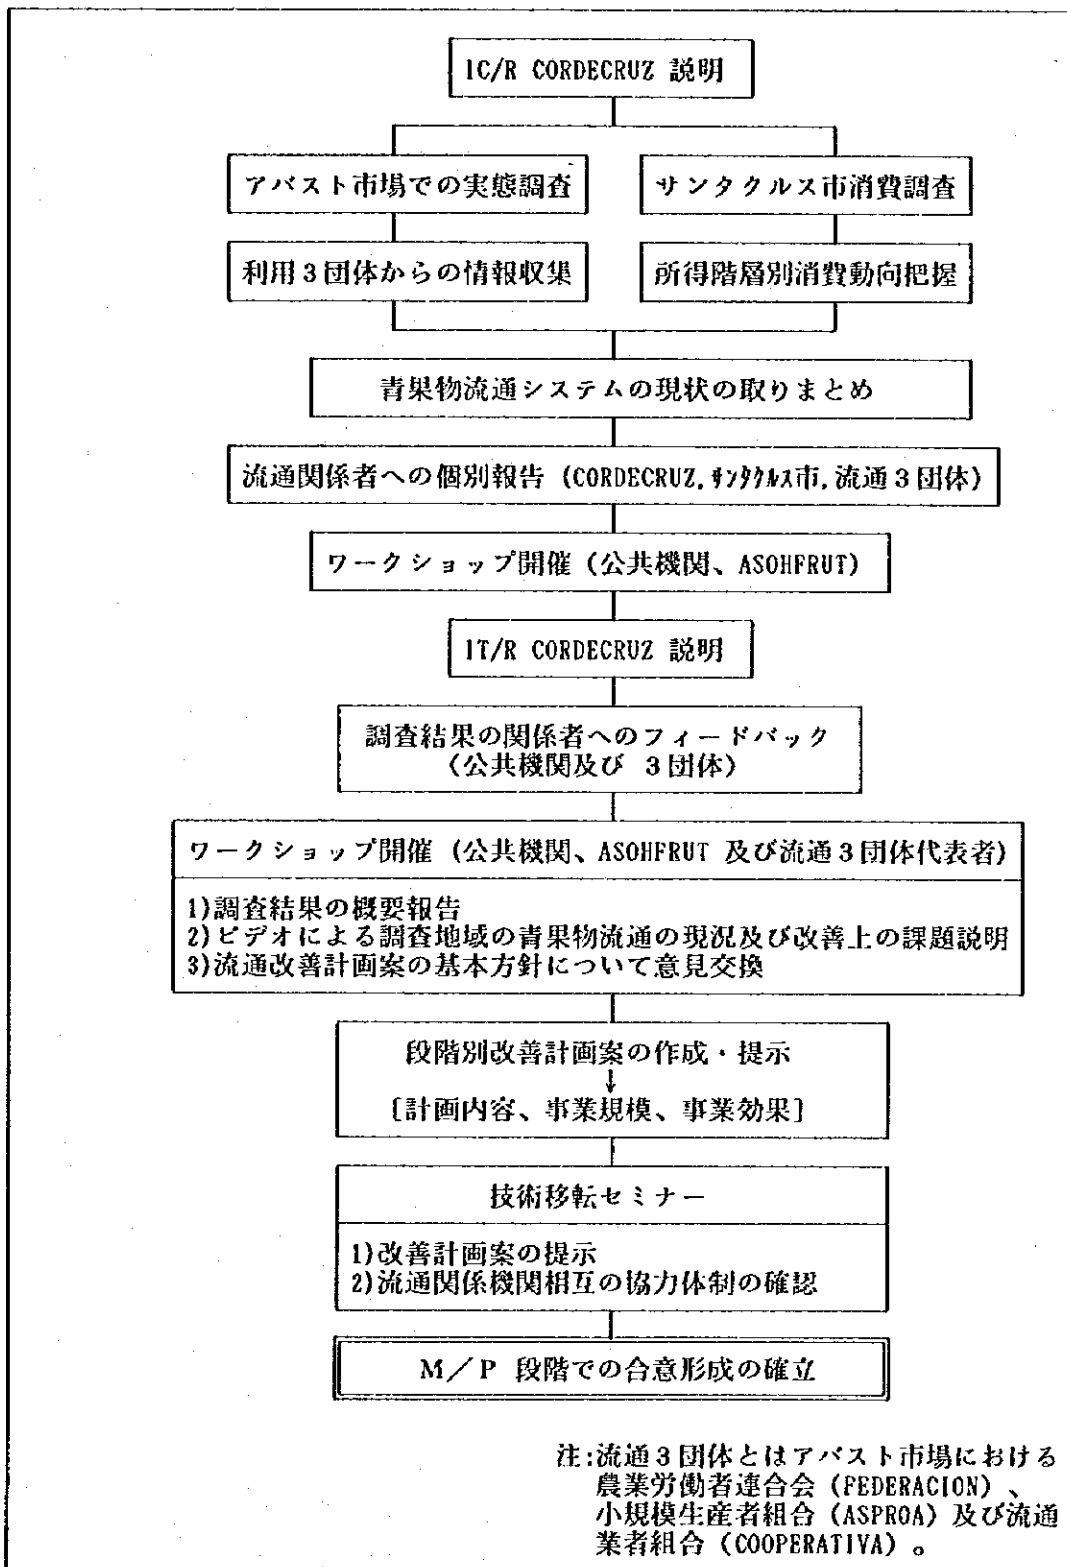 IC/R CORDECRUZ 説明
アバスト市場での実態調査
サンタクルス市消費調査
利用3団体からの情報収集
所得階層別消費動向把握
青果物流通システムの現状の取りまとめ
流通関係者への個別報告 (CORDECRUZ, サンタクルス市, 流通3団体)
ワークショップ開催 (公共機関、ASOHFRUT)
IT/R CORDECRUZ 説明
調査結果の関係者へのフィードバック
(公共機関及び 3団体)
ワークショップ開催 (公共機関、ASOHFRUT 及び流通3団体代表者)
1)調査結果の概要報告
2)ビデオによる調査地域の青果物流通の現況及び改善上の課題説明
3)流通改善計画案の基本方針について意見交換
段階別改善計画案の作成・提示
↓
[計画内容、事業規模、事業効果]
技術移転セミナー
1)改善計画案の提示
2)流通関係機関相互の協力体制の確認
M/P 段階での合意形成の確立
注:流通3団体とはアバスト市場における
農業労働者連合会 (FEDERACION) 、
小規模生産者組合 (ASPROA) 及び流通
業者組合 (COOPERATIVA) 。